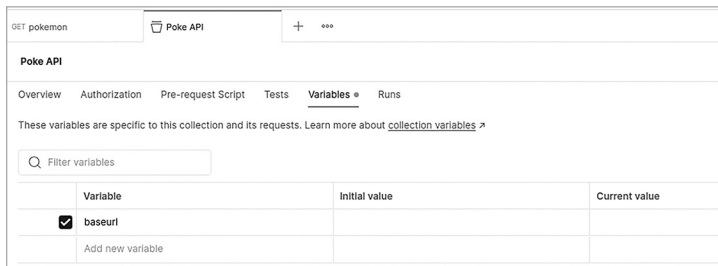 GET pokemon Poke API
Poke API
Overview Authorization Pre-request Script Tests Variables Runs
These variables are specific to this collection and its requests. Learn more about collection variables ↗
Filter variables
Variable Initial value Current value
baseurl
Add new variable